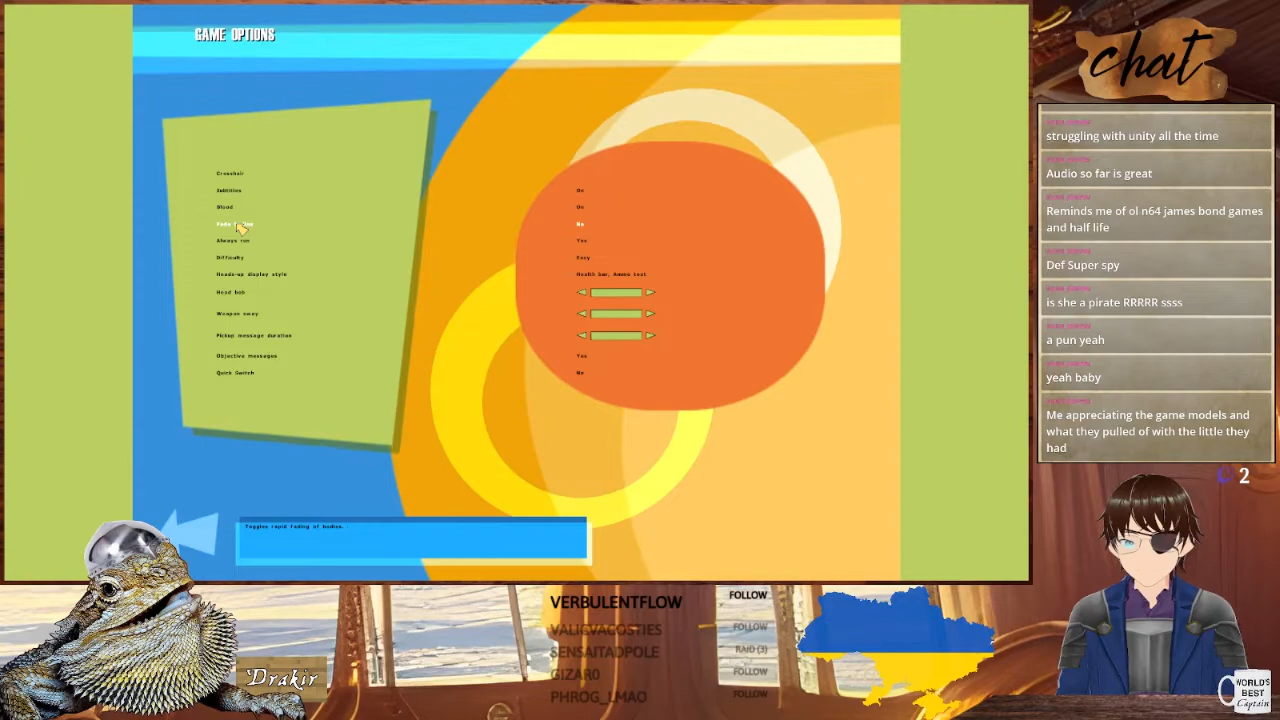 GAME OPTIONS
Crosshair
Subtitles
On
Blood
On
No
Always run
Yes
Difficulty
Easy
Heads-up display style
Health bar, Ammo text
Head bob
Weapon sway
Pickup message duration
Objective messages
Yes
Quick Switch
No
Toggles rapid fading of bodies.
chat
struggling with unity all the time
Audio so far is great
Reminds me of ol n64 james bond games
and half life
Def Super spy
is she a pirate RRRRR ssss
a pun yeah
yeah baby
Me appreciating the game models and
what they pulled of with the little they
had
2
Drakir
VERBULENTFLOW FOLLOW
VALICVACOSTIES FOLLOW
SENSAITADPOLE RAID (3)
GIZAR0 FOLLOW
PHROG_LMAO FOLLOW
WORLD'S
BEST
Captain